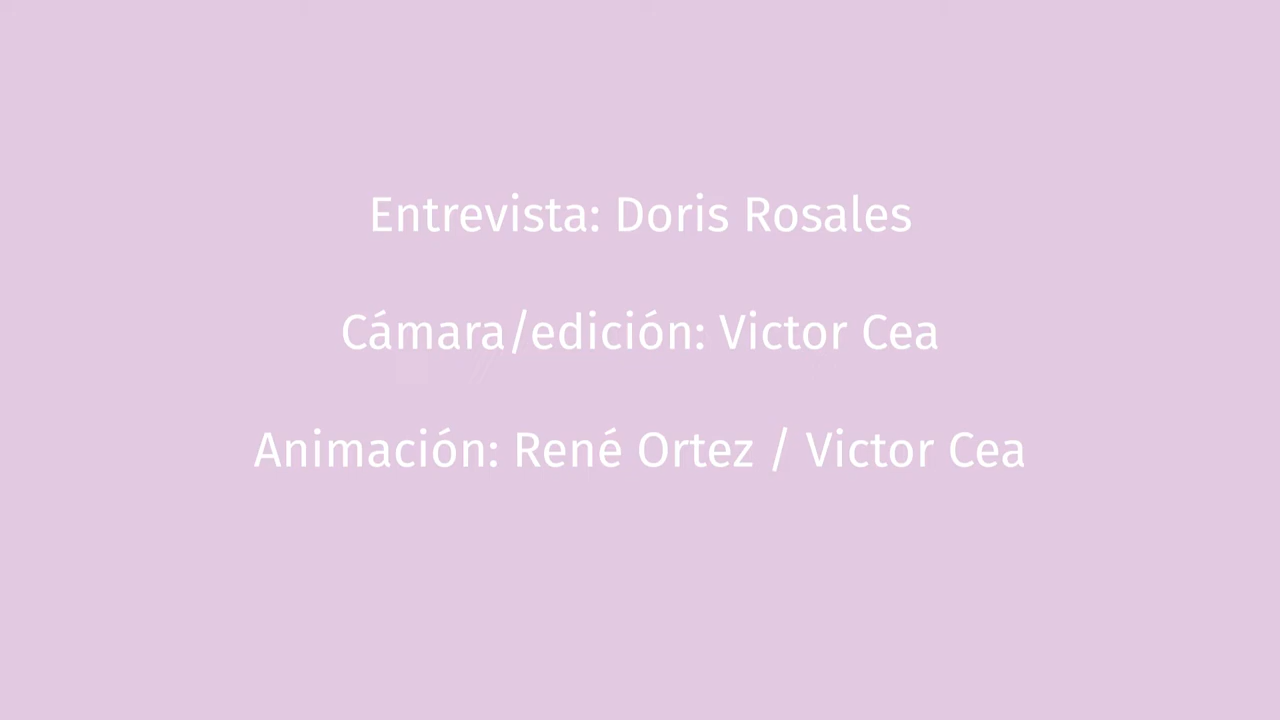 Entrevista: Doris Rosales
Cámara/edición: Victor Cea
Animación: René Ortez / Victor Cea